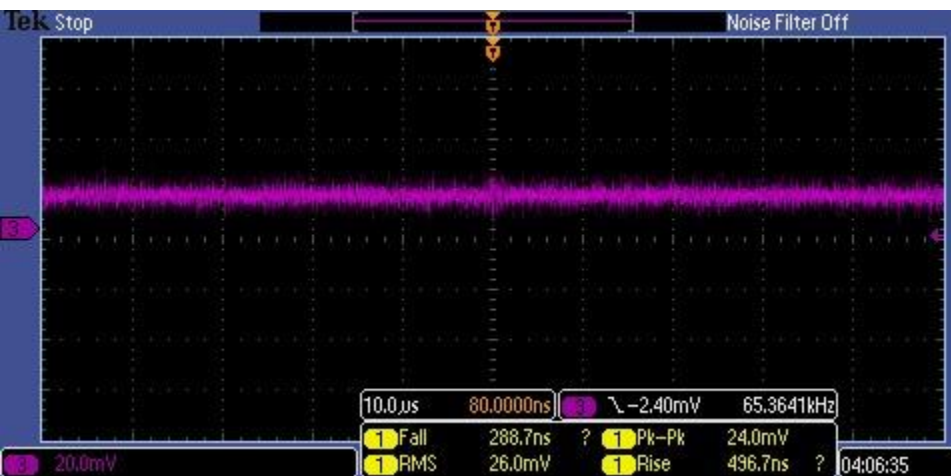 Tek Stop Noise Filter Off
T
T
3
10.0µs 80.0000ns 3 -2.40mV 65.3641kHz
1 Fall 288.7ns ? 1 Pk-Pk 24.0mV
3 20.0mV 1 RMS 26.0mV 1 Rise 496.7ns ? 04:06:35